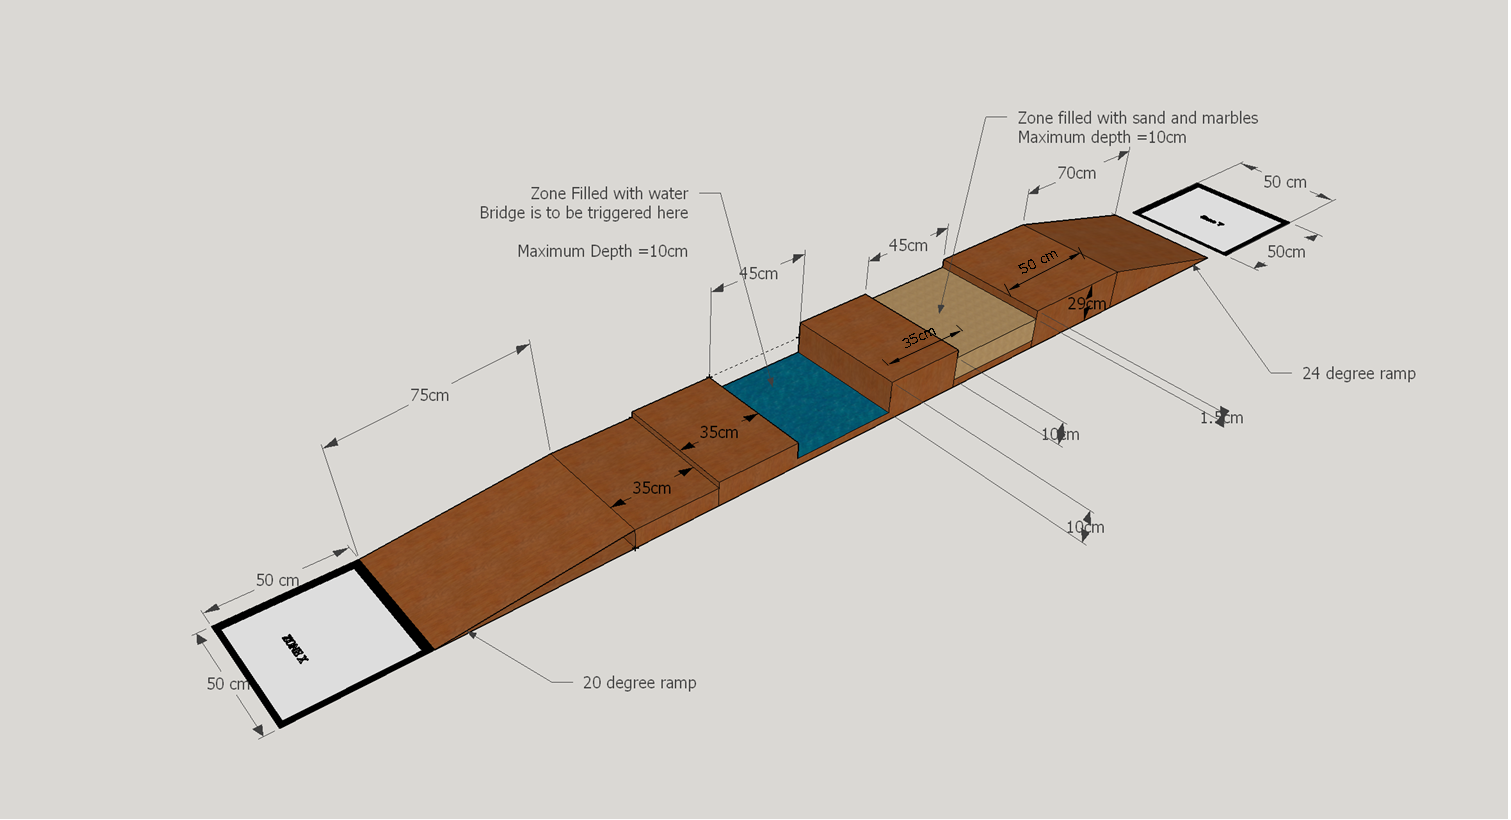 Zone filled with sand and marbles
Maximum depth =10cm
70cm
50 cm
Zone Filled with water
Bridge is to be triggered here
Maximum Depth =10cm
45cm
50cm
45cm
50 cm
29cm
35cm
24 degree ramp
75cm
1.5cm
35cm
10cm
35cm
10cm
50 cm
ZONE X
50 cm
20 degree ramp